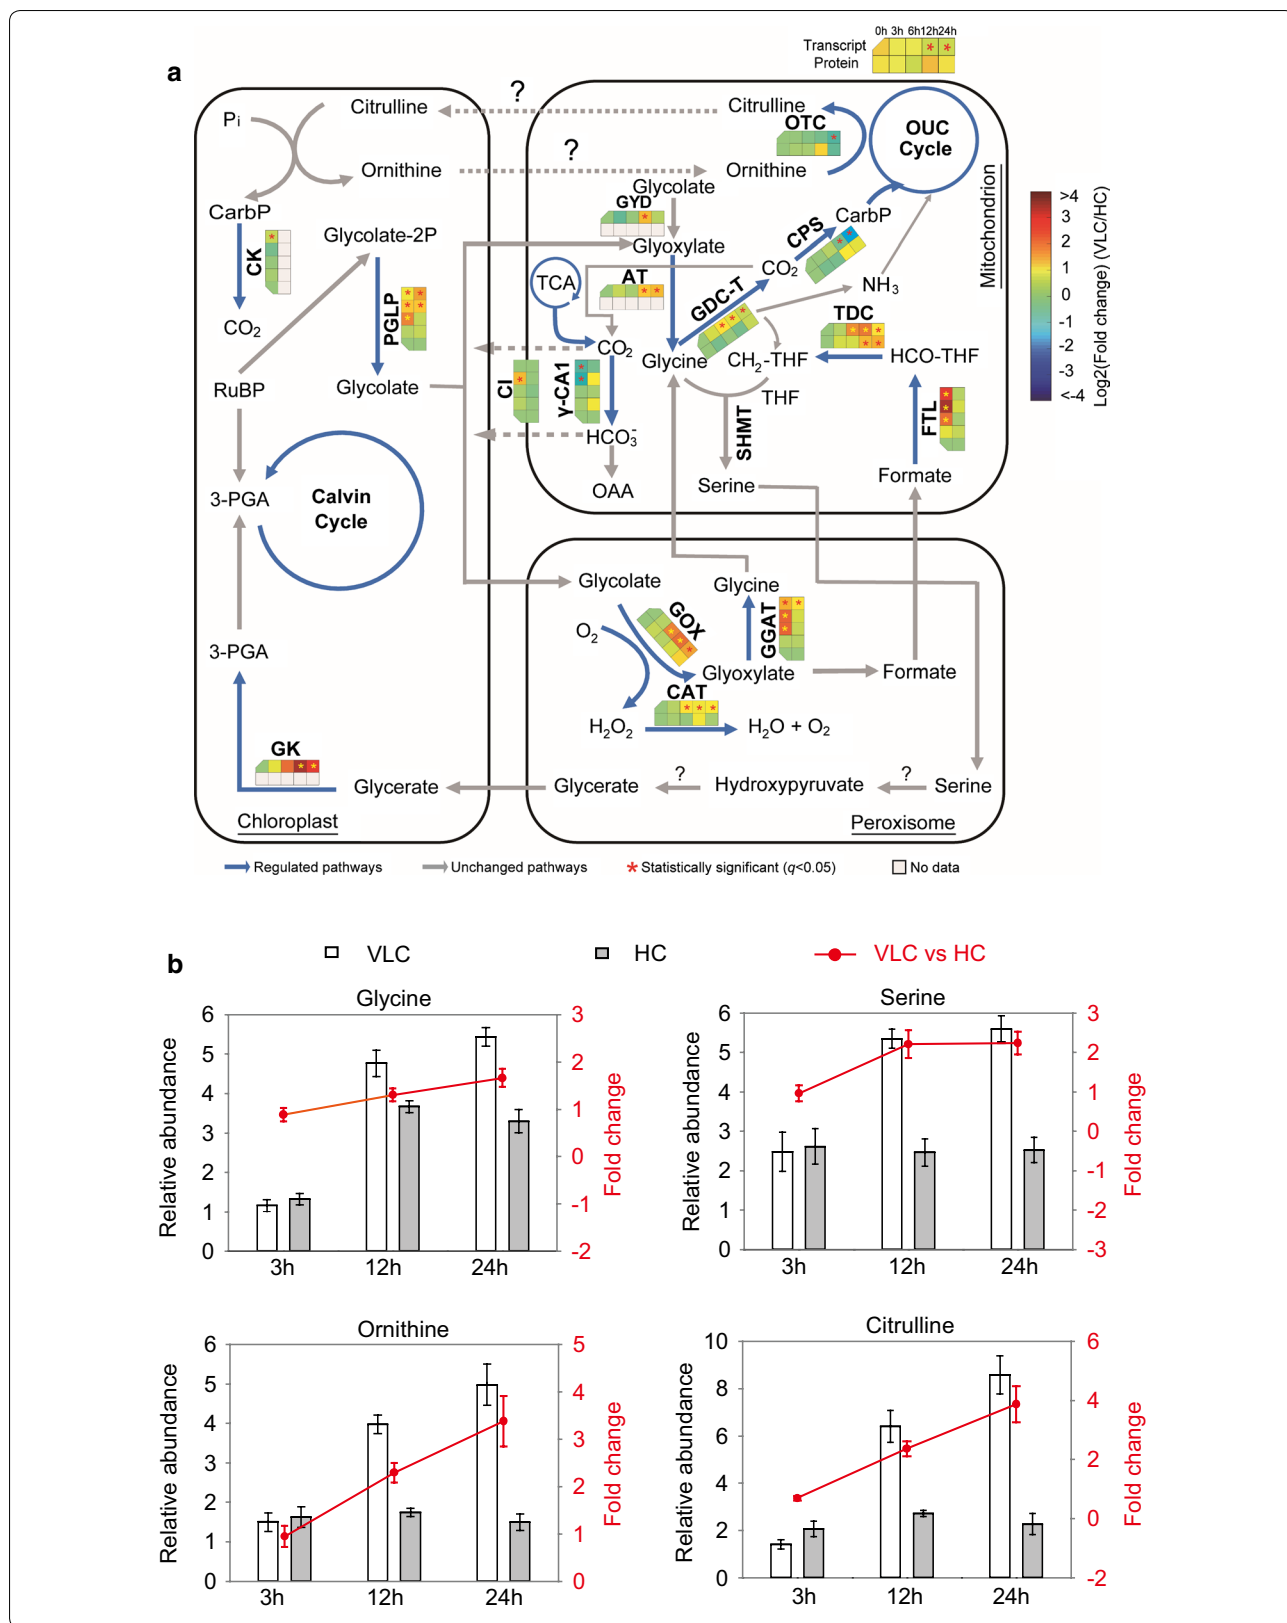 a
0h 3h 6h 12h 24h
Transcript
Protein
* *
Citrulline
?
Citrulline
Pi
OTC
OUC
Cycle
Ornithine
?
Ornithine
Glycolate
GYD
CarbP
CarbP
CPS
Glycolate-2P
Glyoxylate
CK
CO2
NH3
TCA
AT
GDC-T
TDC
PGLP
CO2
CO2
Glycine
CH2-THF
HCO-THF
RuBP
Glycolate
CI
γ-CA1
THF
SHMT
FTL
HCO3-
3-PGA
Calvin
Cycle
OAA
Serine
Formate
Mitochondrion
>4
3
2
1
0
-1
-2
-3
<-4
Log2(Fold change) (VLC/HC)
Glycolate
Glycine
GOX
O2
GGAT
3-PGA
Glyoxylate
Formate
CAT
H2O2
H2O + O2
GK
Glycerate
Glycerate
?
Hydroxypyruvate
?
Serine
Chloroplast
Peroxisome
Regulated pathways
Unchanged pathways
* Statistically significant (q<0.05)
No data
b
VLC
HC
VLC vs HC
Glycine
Relative abundance
6
5
4
3
2
1
0
3
2
1
0
-1
-2
Fold change
3h 12h 24h
Serine
Relative abundance
6
5
4
3
2
1
0
3
2
1
0
-1
-2
-3
Fold change
3h 12h 24h
Ornithine
Relative abundance
6
5
4
3
2
1
0
5
4
3
2
1
0
Fold change
3h 12h 24h
Citrulline
Relative abundance
10
8
6
4
2
0
6
4
2
0
-2
Fold change
3h 12h 24h